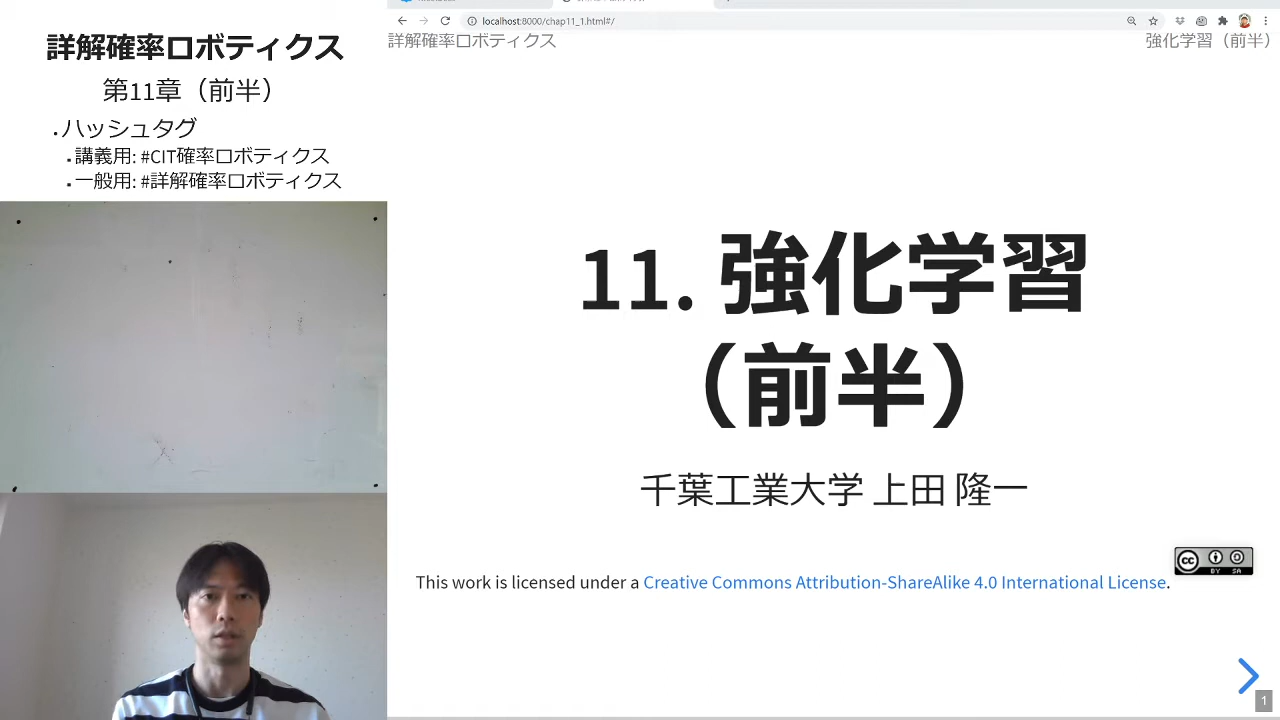 詳解確率ロボティクス
第11章（前半）
ハッシュタグ
講義用: #CIT確率ロボティクス
一般用: #詳解確率ロボティクス
localhost:8000/chap11_1.html#/
詳解確率ロボティクス
強化学習（前半）
11. 強化学習
（前半）
千葉工業大学 上田 隆一
This work is licensed under a Creative Commons Attribution-ShareAlike 4.0 International License.
cc
BY SA
1